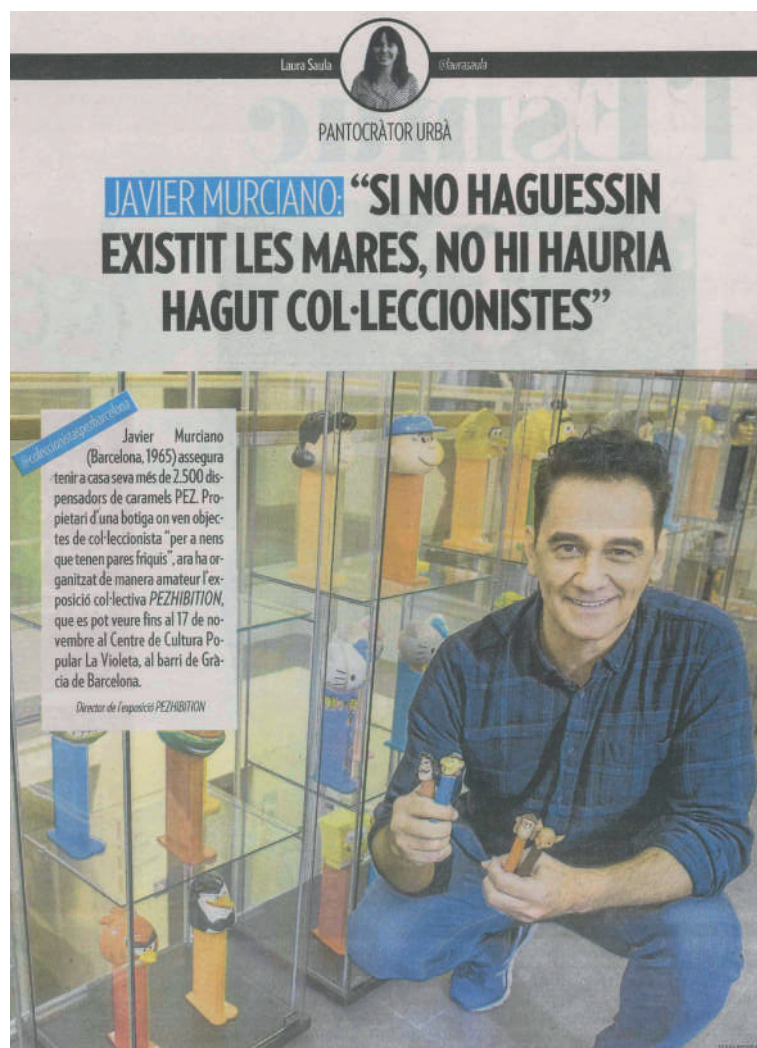 Laura Saula
@laurasaula
PANTOCRÀTOR URBÀ
JAVIER MURCIANO: “SI NO HAGUESSIN
EXISTIT LES MARES, NO HI HAURIA
HAGUT COL·LECCIONISTES”
@coleccionistaspezbarcelona
Javier Murciano
(Barcelona, 1965) assegura
tenir a casa seva més de 2.500 dis-
pensadors de caramels PEZ. Pro-
pietari d'una botiga on ven objec-
tes de col·leccionista “per a nens
que tenen pares friquis”, ara ha or-
ganitzat de manera amateur l'ex-
posició col·lectiva PEZHIBITION,
que es pot veure fins al 17 de no-
vembre al Centre de Cultura Po-
pular La Violeta, al barri de Grà-
cia de Barcelona.
Director de l'exposició PEZHIBITION